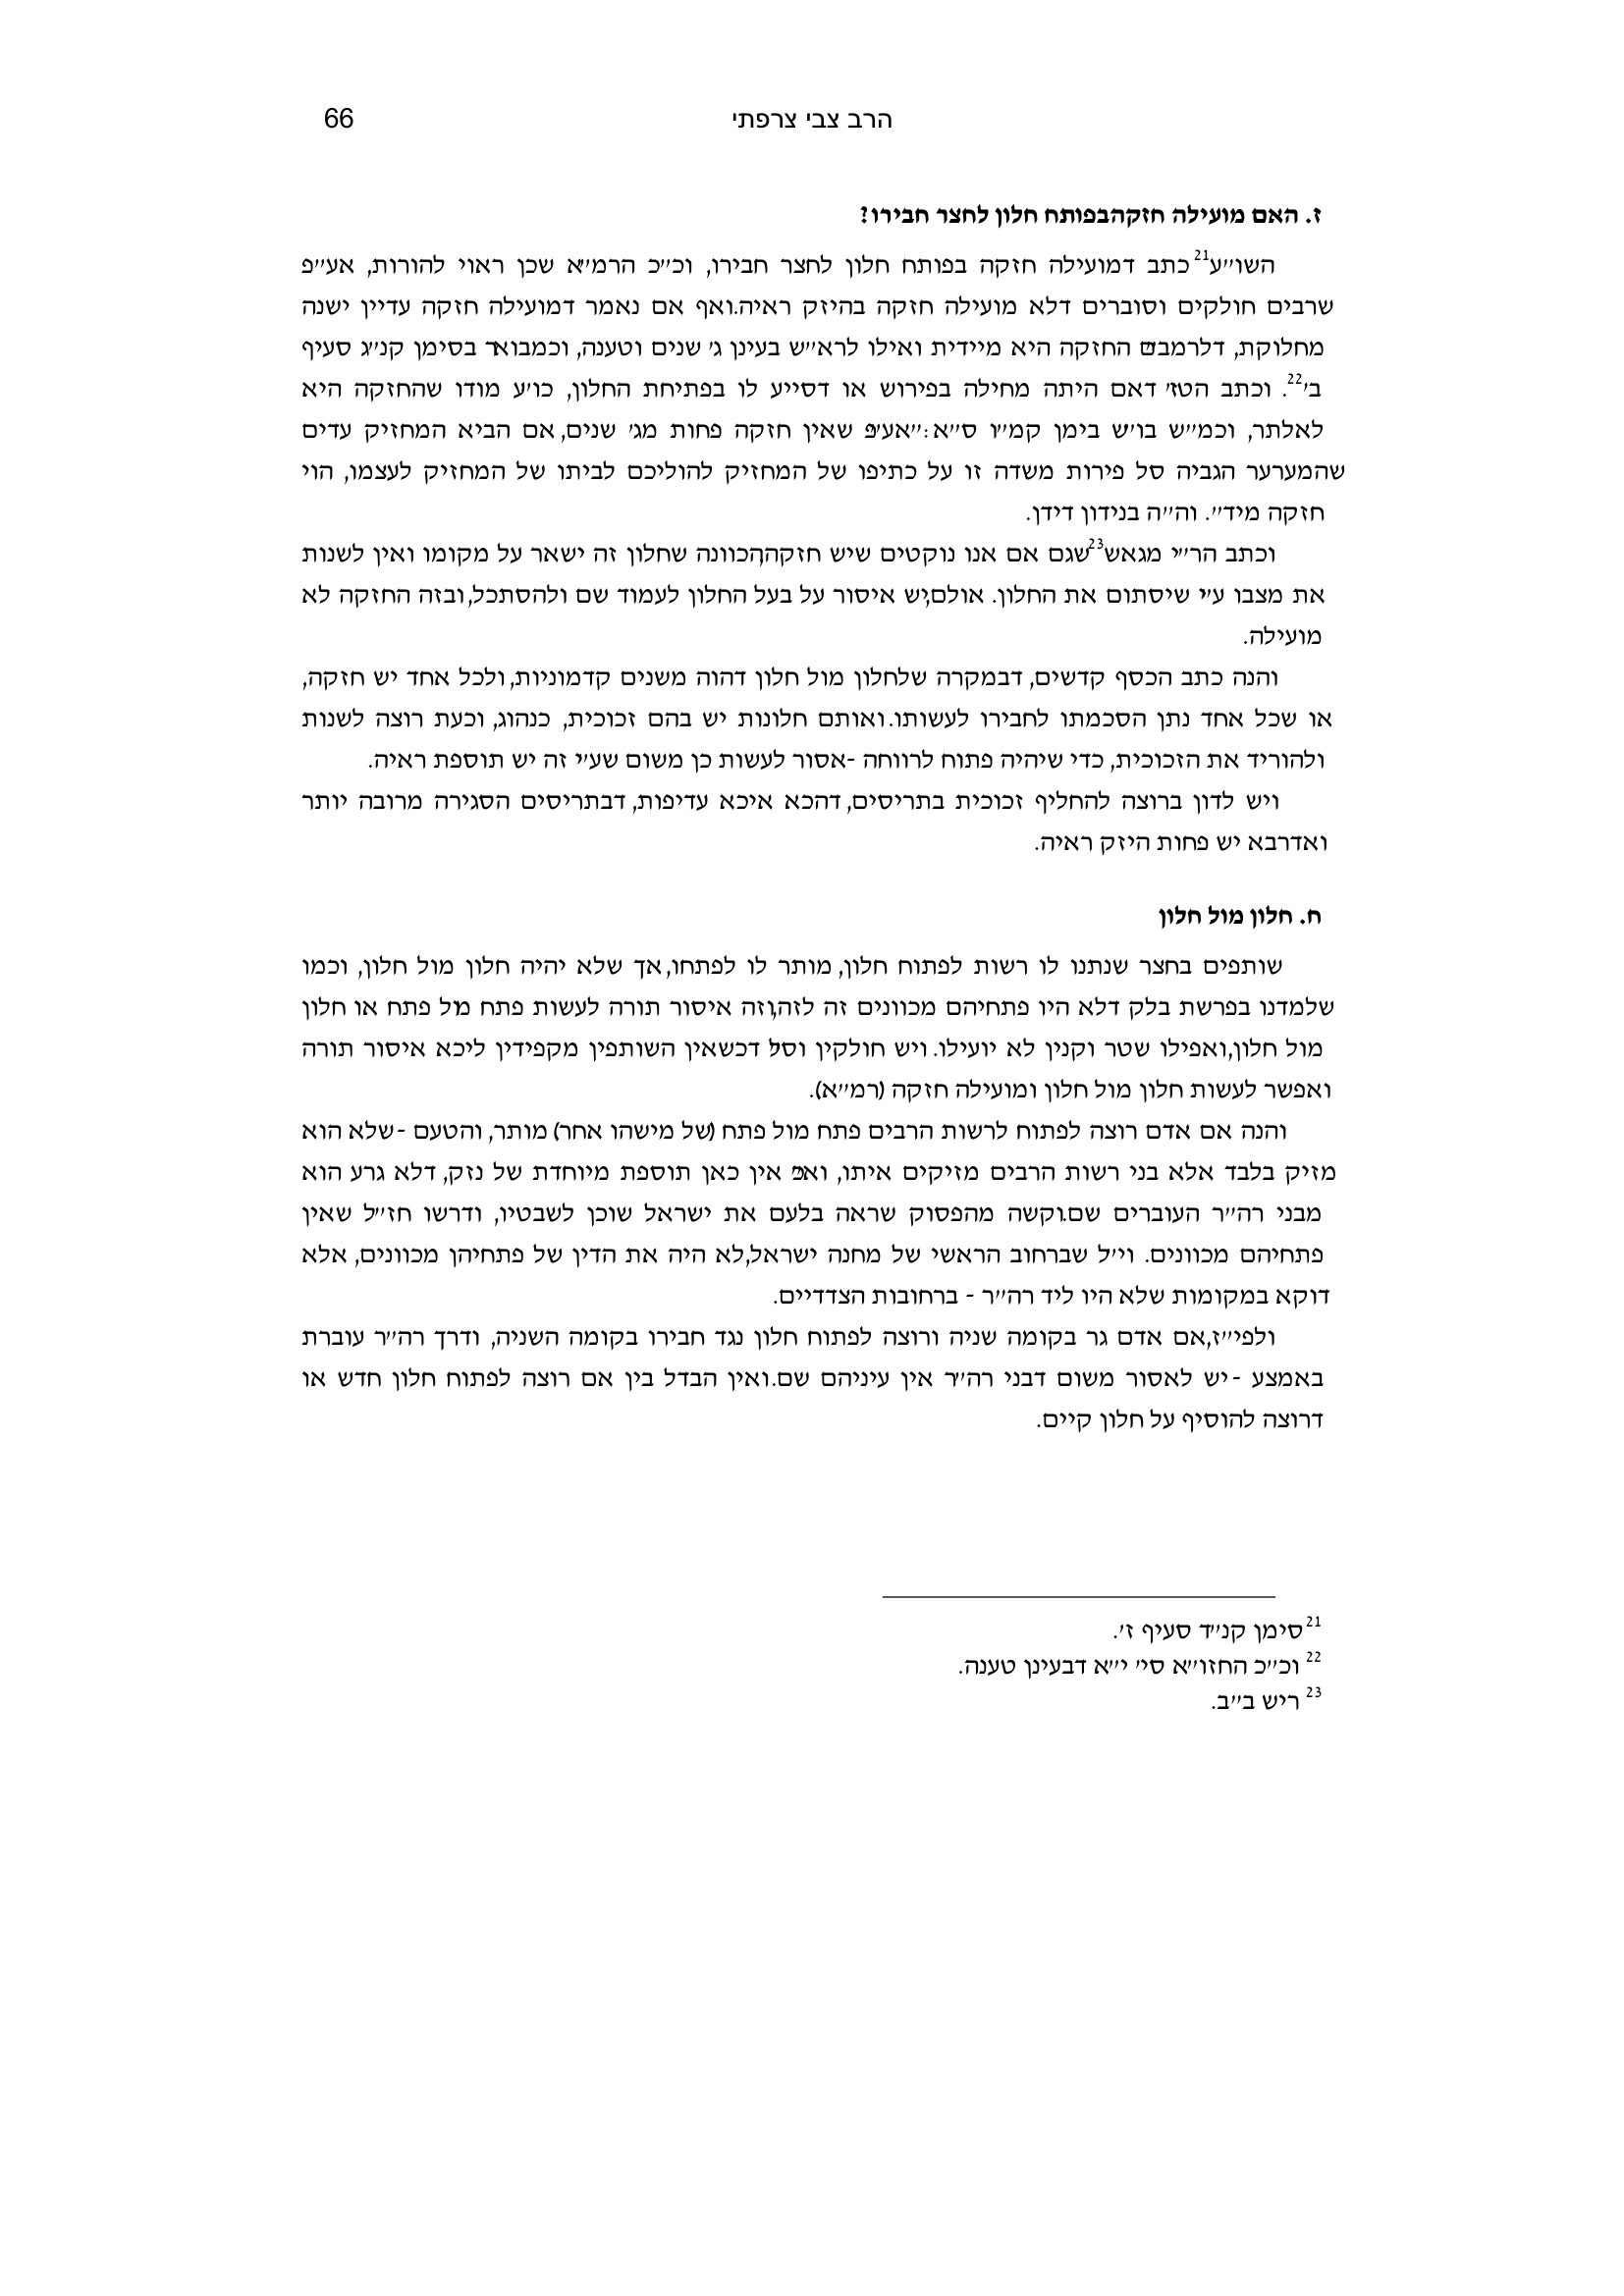 הרב צבי צרפתי 66
ז. האם מועילה חזקהבפותח חלון לחצר חבירו?
השו"ע21 כתב דמועילה חזקה בפותח חלון לחצר חבירו, וכ"כ הרמ"א שכן ראוי להורות, אע"פ
שרבים חולקים וסוברים דלא מועילה חזקה בהיזק ראיה. ואף אם נאמר דמועילה חזקה עדיין ישנה
מחלוקת, דלרמב"ם החזקה היא מיידית ואילו לרא"ש בעינן ג' שנים וטענה, וכמבואר בסימן קנ"ג סעיף
ב'22. וכתב הט"ז דאם היתה מחילה בפירוש או דסייע לו בפתיחת החלון, כו"ע מודו שהחזקה היא
לאלתר, וכמ"ש בו"ש בימן קמ"ו ס"א: "אע"פ שאין חזקה פחות מג' שנים, אם הביא המחזיק עדים
שהמערער הגביה סל פירות משדה זו על כתיפו של המחזיק להוליכם לביתו של המחזיק לעצמו, הוי
חזקה מיד". וה"ה בנידון דידן.
וכתב הר"י מגאש23 שגם אם אנו נוקטים שיש חזקה, הכוונה שחלון זה ישאר על מקומו ואין לשנות
את מצבו ע"י שיסתום את החלון. אולם, יש איסור על בעל החלון לעמוד שם ולהסתכל, ובזה החזקה לא
מועילה.
והנה כתב הכסף קדשים, דבמקרה שלחלון מול חלון דהוה משנים קדמוניות, ולכל אחד יש חזקה,
או שכל אחד נתן הסכמתו לחבירו לעשותו. ואותם חלונות יש בהם זכוכית, כנהוג, וכעת רוצה לשנות
ולהוריד את הזכוכית, כדי שיהיה פתוח לרווחה - אסור לעשות כן משום שע"י זה יש תוספת ראיה.
ויש לדון ברוצה להחליף זכוכית בתריסים, דהכא איכא עדיפות, דבתריסים הסגירה מרובה יותר
ואדרבא יש פחות היזק ראיה.
ח. חלון מול חלון
שותפים בחצר שנתנו לו רשות לפתוח חלון, מותר לו לפתחו, אך שלא יהיה חלון מול חלון, וכמו
שלמדנו בפרשת בלק דלא היו פתחיהם מכוונים זה לזה, וזה איסור תורה לעשות פתח מול פתח או חלון
מול חלון, ואפילו שטר וקנין לא יועילו. ויש חולקין וסל דכשאין השותפין מקפידין ליכא איסור תורה
ואפשר לעשות חלון מול חלון ומועילה חזקה (רמ"א).
והנה אם אדם רוצה לפתוח לרשות הרבים פתח מול פתח (של מישהו אחר) מותר, והטעם - שלא הוא
מזיק בלבד אלא בני רשות הרבים מזיקים איתו, וא"כ אין כאן תוספת מיוחדת של נזק, דלא גרע הוא
מבני רה"ר העוברים שם. וקשה מהפסוק שראה בלעם את ישראל שוכן לשבטיו, ודרשו חז"ל שאין
פתחיהם מכוונים. וי"ל שברחוב הראשי של מחנה ישראל, לא היה את הדין של פתחיהן מכוונים, אלא
דוקא במקומות שלא היו ליד רה"ר - ברחובות הצדדיים.
ולפי"ז, אם אדם גר בקומה שניה ורוצה לפתוח חלון נגד חבירו בקומה השניה, ודרך רה"ר עוברת
באמצע - יש לאסור משום דבני רה"ר אין עיניהם שם. ואין הבדל בין אם רוצה לפתוח חלון חדש או
דרוצה להוסיף על חלון קיים.
21 סימן קנ"ד סעיף ז'.
22 וכ"כ החזו"א סי' י"א דבעינן טענה.
23 ריש ב"ב.